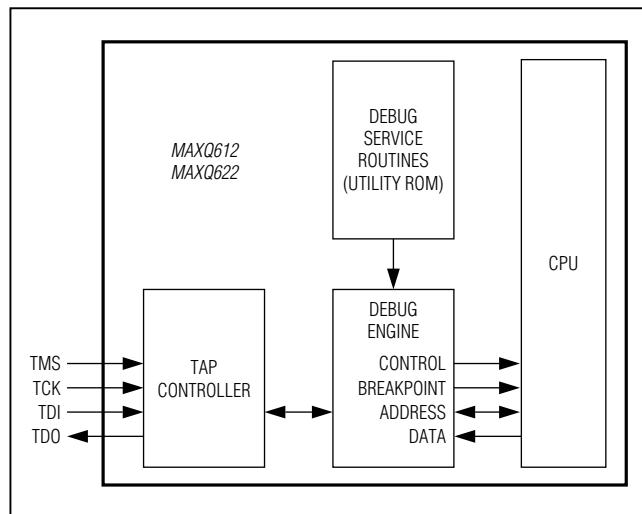 MAXQ612
MAXQ622
DEBUG
SERVICE
ROUTINES
(UTILITY ROM)
CPU
TMS
TCK
TDI
TDO
TAP
CONTROLLER
DEBUG
ENGINE
CONTROL
BREAKPOINT
ADDRESS
DATA